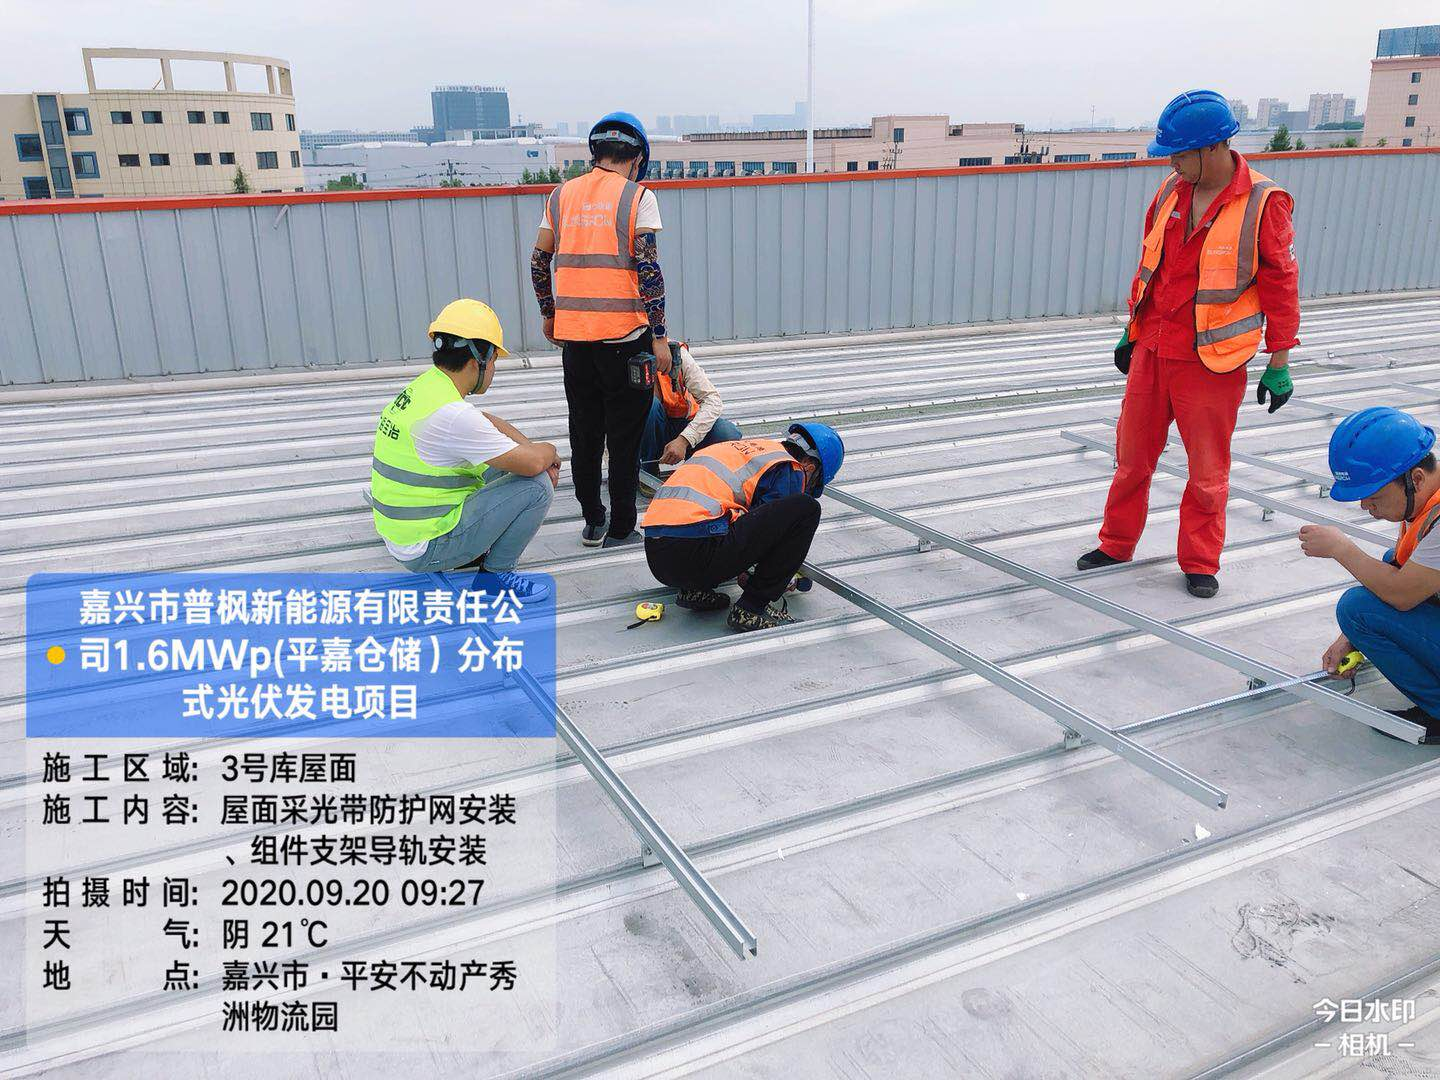 嘉兴市普枫新能源有限责任公
司1.6MWp(平嘉仓储）分布
式光伏发电项目
施工区域: 3号库屋面
施工内容: 屋面采光带防护网安装
、组件支架导轨安装
拍摄时间: 2020.09.20 09:27
天气: 阴 21℃
地点: 嘉兴市·平安不动产秀
洲物流园
今日水印
–相机–